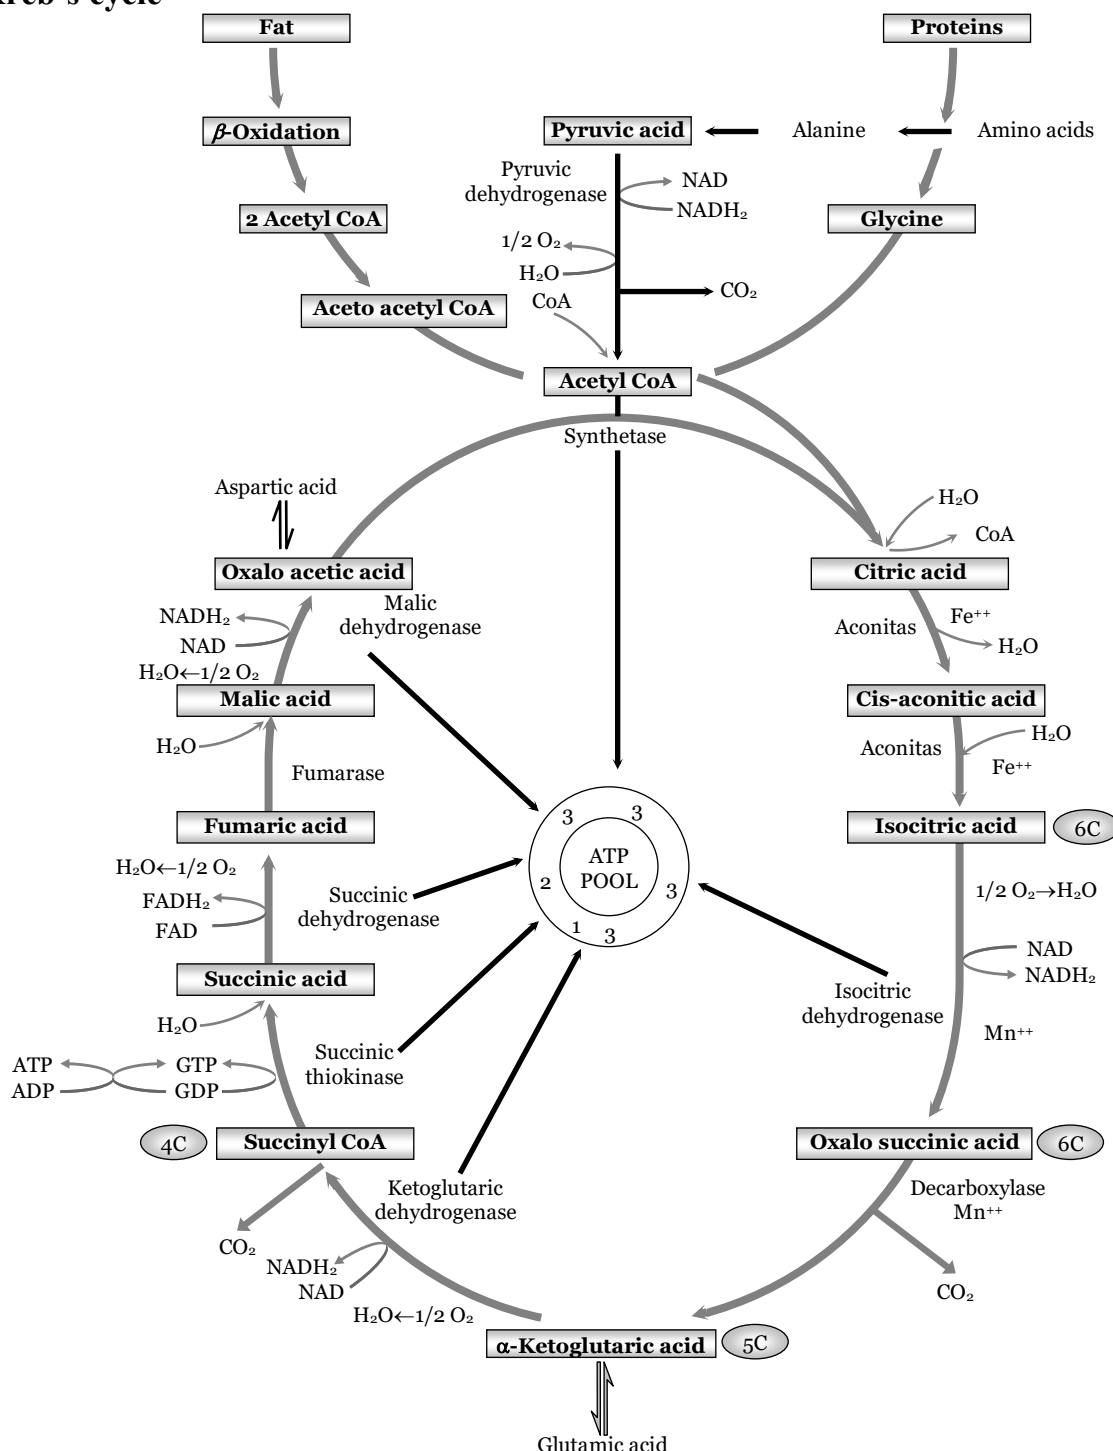 Kreb's cycle
Fat
Proteins
β-Oxidation
Pyruvic acid
Alanine
Amino acids
Pyruvic
dehydrogenase
NAD
NADH₂
2 Acetyl CoA
Glycine
1/2 O₂
H₂O
CO₂
CoA
Aceto acetyl CoA
Acetyl CoA
Synthetase
Aspartic acid
H₂O
CoA
Oxalo acetic acid
Citric acid
Malic
dehydrogenase
NADH₂
NAD
H₂O←1/2 O₂
Aconitas
Fe⁺⁺
H₂O
Malic acid
Cis-aconitic acid
H₂O
Aconitas
H₂O
Fe⁺⁺
Fumarase
Fumaric acid
3
3
Isocitric acid
6C
ATP
POOL
H₂O←1/2 O₂
2
3
1/2 O₂→H₂O
FADH₂
FAD
Succinic
dehydrogenase
1
3
NAD
NADH₂
Succinic acid
Isocitric
dehydrogenase
H₂O
Mn⁺⁺
Succinic
thiokinase
ATP
GTP
ADP
GDP
4C
Succinyl CoA
Oxalo succinic acid
6C
Ketoglutaric
dehydrogenase
Decarboxylase
Mn⁺⁺
CO₂
NADH₂
NAD
CO₂
H₂O←1/2 O₂
α-Ketoglutaric acid
5C
Glutamic acid